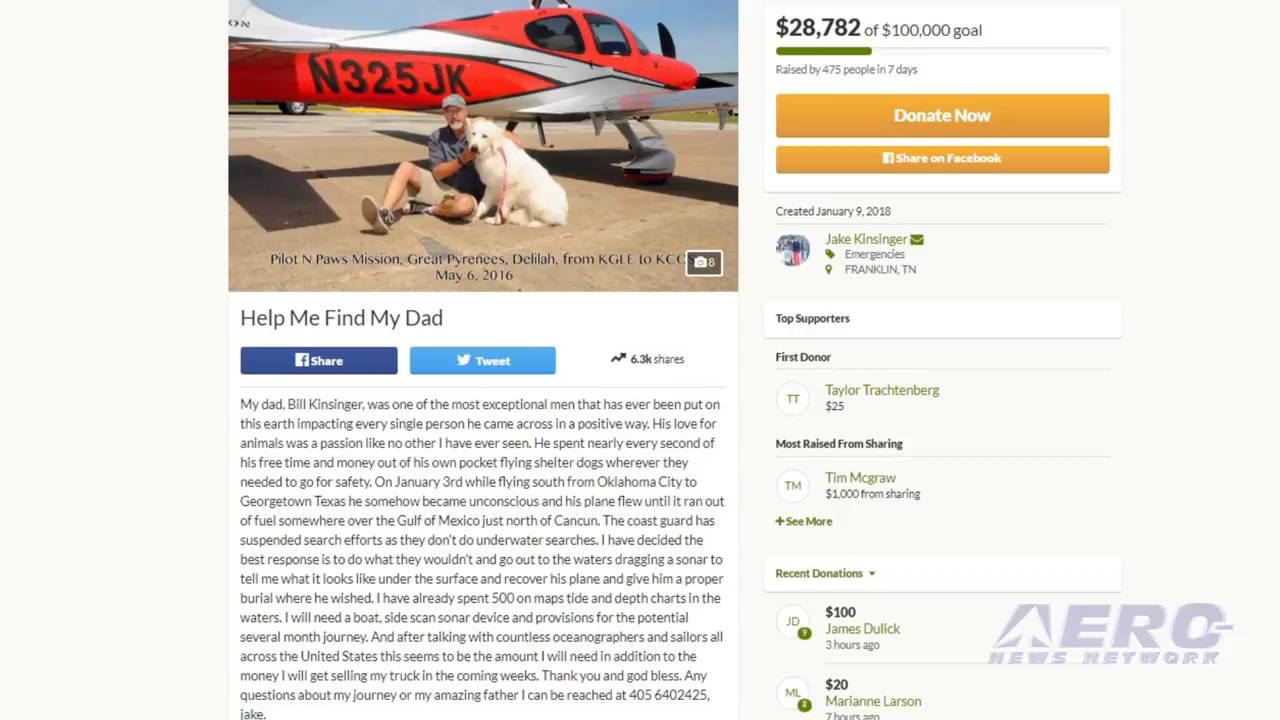 ON
N325JK
Pilot N Paws Mission, Great Pyrenees, Delilah, from KGLE to
May 6, 2016
8
Help Me Find My Dad
Share
Tweet
6.3k shares
My dad, Bill Kinsinger, was one of the most exceptional men that has ever been put on
this earth impacting every single person he came across in a positive way. His love for
animals was a passion like no other I have ever seen. He spent nearly every second of
his free time and money out of his own pocket flying shelter dogs wherever they
needed to go for safety. On January 3rd while flying south from Oklahoma City to
Georgetown Texas he somehow became unconscious and his plane flew until it ran out
of fuel somewhere over the Gulf of Mexico just north of Cancun. The coast guard has
suspended search efforts as they don't do underwater searches. I have decided the
best response is to do what they wouldn't and go out to the waters dragging a sonar to
tell me what it looks like under the surface and recover his plane and give him a proper
burial where he wished. I have already spent 500 on maps tide and depth charts in the
waters. I will need a boat, side scan sonar device and provisions for the potential
several month journey. And after talking with countless oceanographers and sailors all
across the United States this seems to be the amount I will need in addition to the
money I will get selling my truck in the coming weeks. Thank you and god bless. Any
questions about my journey or my amazing father I can be reached at 405 6402425,
jake.
$28,782 of $100,000 goal
Raised by 475 people in 7 days
Donate Now
Share on Facebook
Created January 9, 2018
Jake Kinsinger
Emergencies
FRANKLIN, TN
Top Supporters
First Donor
TT
Taylor Trachtenberg
$25
Most Raised From Sharing
TM
Tim Mcgraw
$1,000 from sharing
+See More
Recent Donations
JD
$100
James Dulick
3 hours ago
ML
$20
Marianne Larson
7 hours ago
AERO
NEWS NETWORK